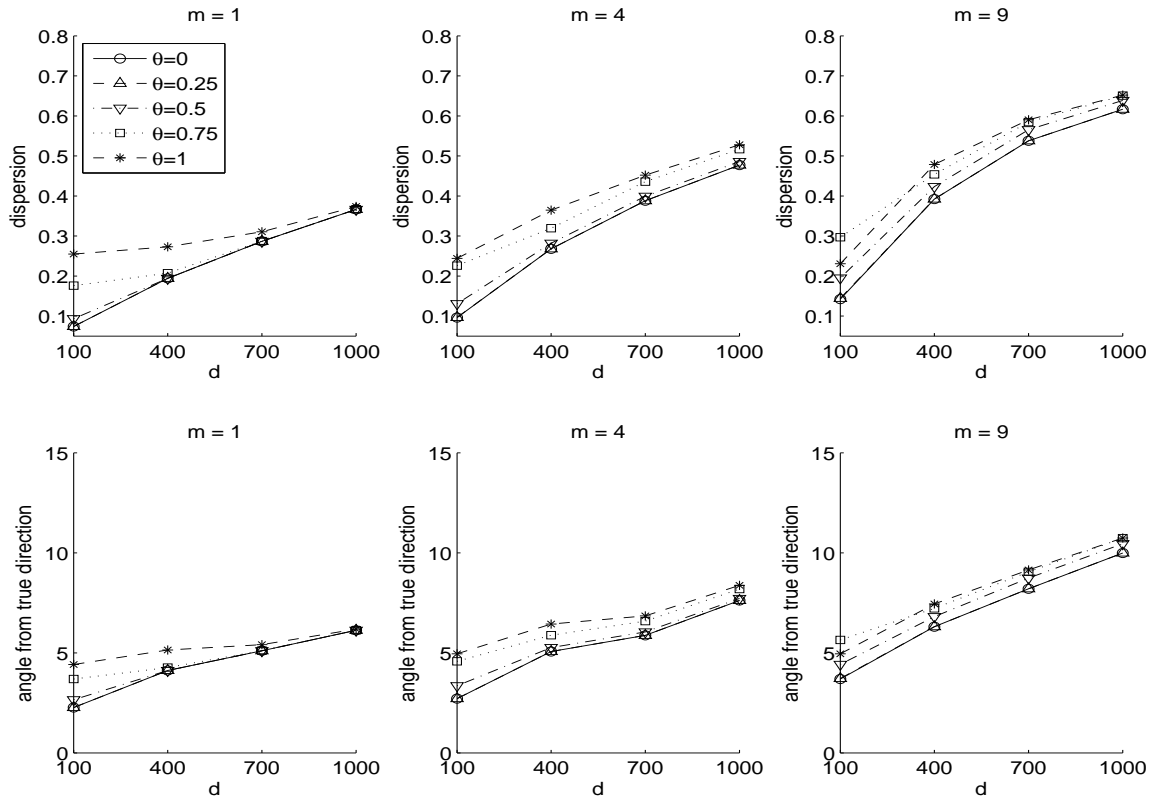 m = 1
m = 4
m = 9
0.8
0.7
0.6
0.5
0.4
0.3
0.2
0.1
dispersion
100 400 700 1000
d
θ=0
θ=0.25
θ=0.5
θ=0.75
θ=1
0.8
0.7
0.6
0.5
0.4
0.3
0.2
0.1
dispersion
100 400 700 1000
d
0.8
0.7
0.6
0.5
0.4
0.3
0.2
0.1
dispersion
100 400 700 1000
d
m = 1
m = 4
m = 9
15
10
5
0
angle from true direction
100 400 700 1000
d
15
10
5
0
angle from true direction
100 400 700 1000
d
15
10
5
0
angle from true direction
100 400 700 1000
d